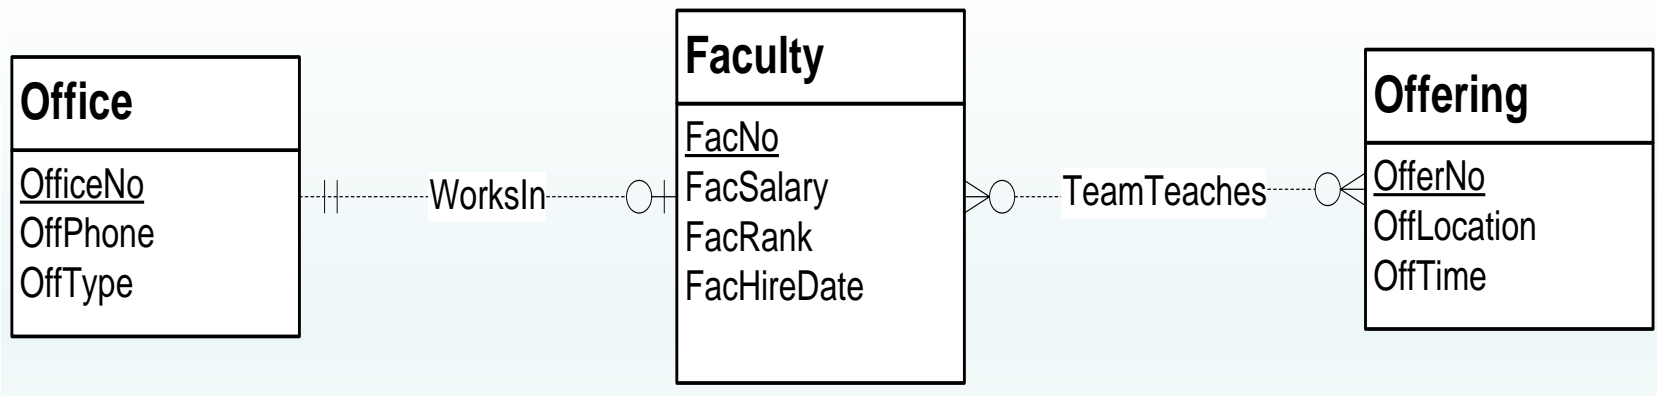 Office
OfficeNo
OffPhone
OffType
WorksIn
Faculty
FacNo
FacSalary
FacRank
FacHireDate
TeamTeaches
Offering
OfferNo
OffLocation
OffTime